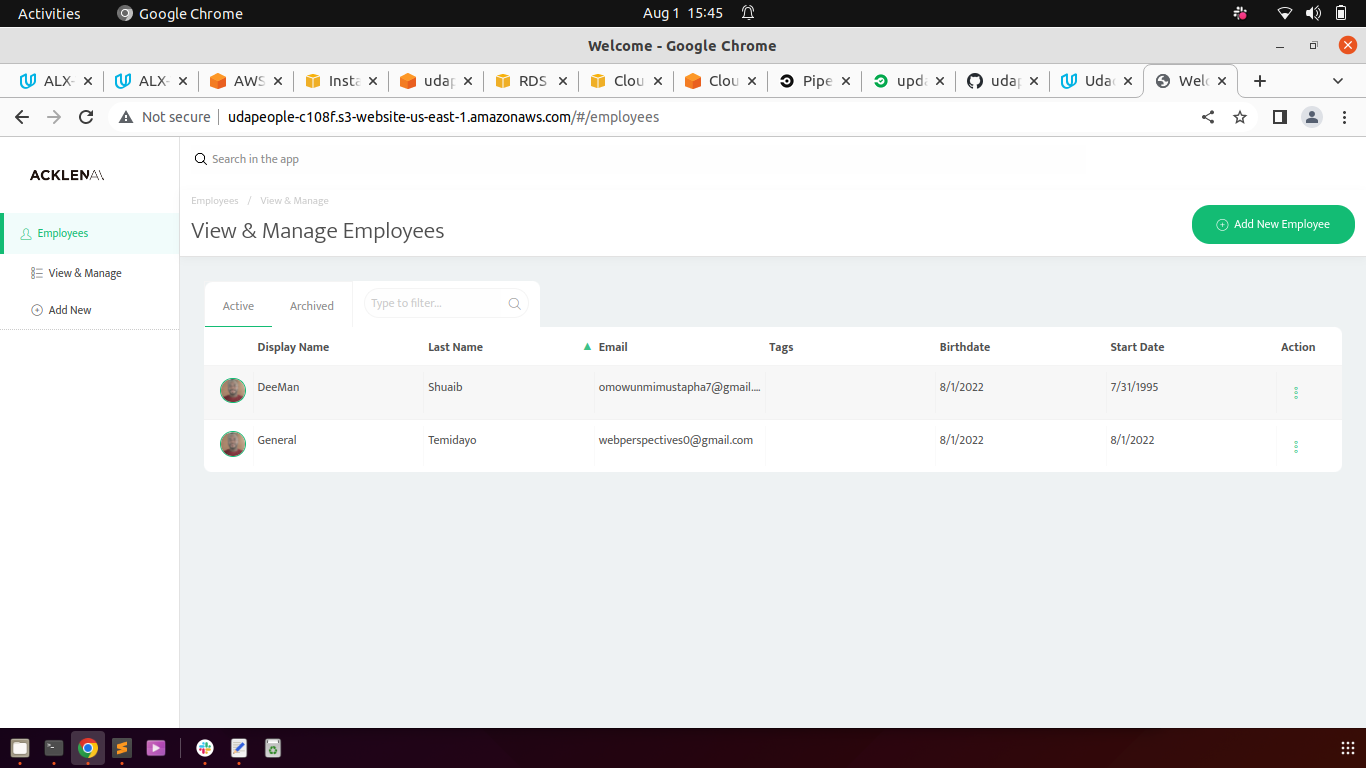 Activities Google Chrome Aug 1 15:45
Welcome - Google Chrome
ALX- ALX- AWS Insta udap RDS Clou Clou Pipe upda udap Udac Welc
Not secure udapeople-c108f.s3-website-us-east-1.amazonaws.com/#/employees
ACKLENAV
Search in the app
Employees / View & Manage
View & Manage Employees
Add New Employee
Employees
View & Manage
Add New
Active Archived Type to filter...
Display Name Last Name Email Tags Birthdate Start Date Action
DeeMan Shuaib omowunmimustapha7@gmail.... 8/1/2022 7/31/1995
General Temidayo webperspectives0@gmail.com 8/1/2022 8/1/2022